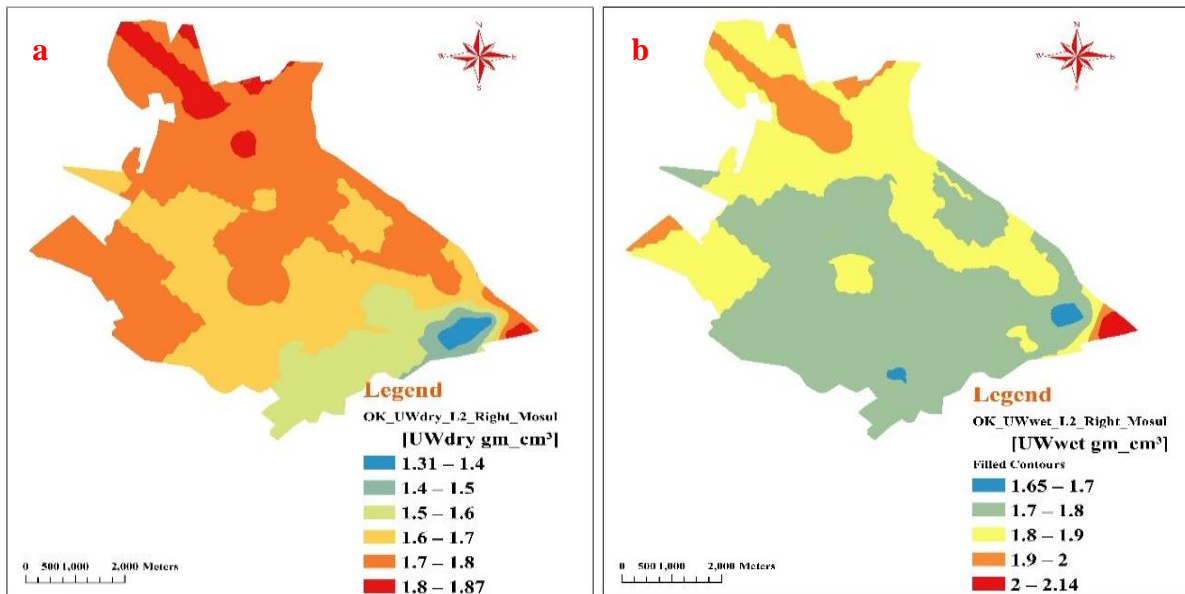 a
N
W
E
S
Legend
OK_UWdry_L2_Right_Mosul
[UWdry gm_cm³]
1.31 – 1.4
1.4 – 1.5
1.5 – 1.6
1.6 – 1.7
1.7 – 1.8
1.8 – 1.87
0 500 1,000 2,000 Meters
b
N
W
E
S
Legend
OK_UWwet_L2_Right_Mosul
[UWwet gm_cm³]
Filled Contours
1.65 – 1.7
1.7 – 1.8
1.8 – 1.9
1.9 – 2
2 – 2.14
0 500 1,000 2,000 Meters